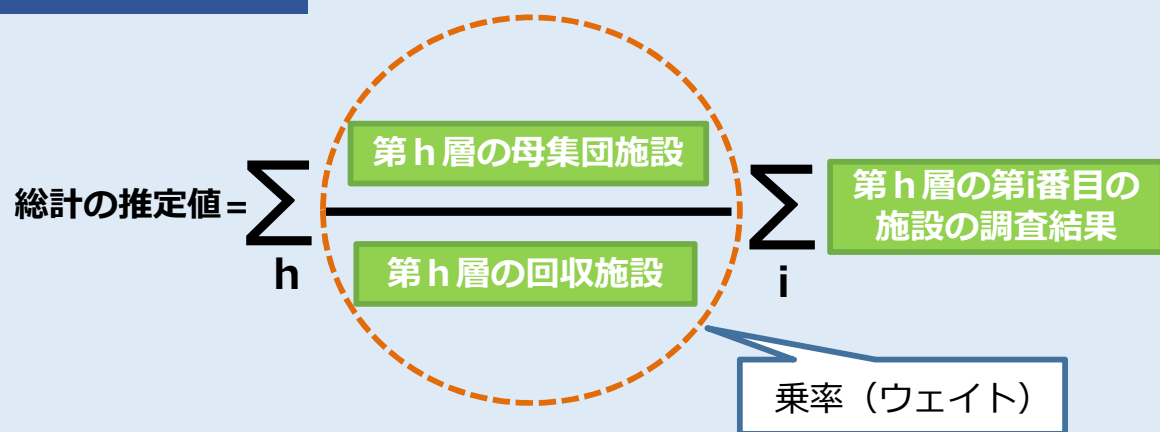 第ｈ層の母集団施設
総計の推定値=∑ ∑
第ｈ層の第i番目の
施設の調査結果
第ｈ層の回収施設
h
i
乗率（ウェイト）